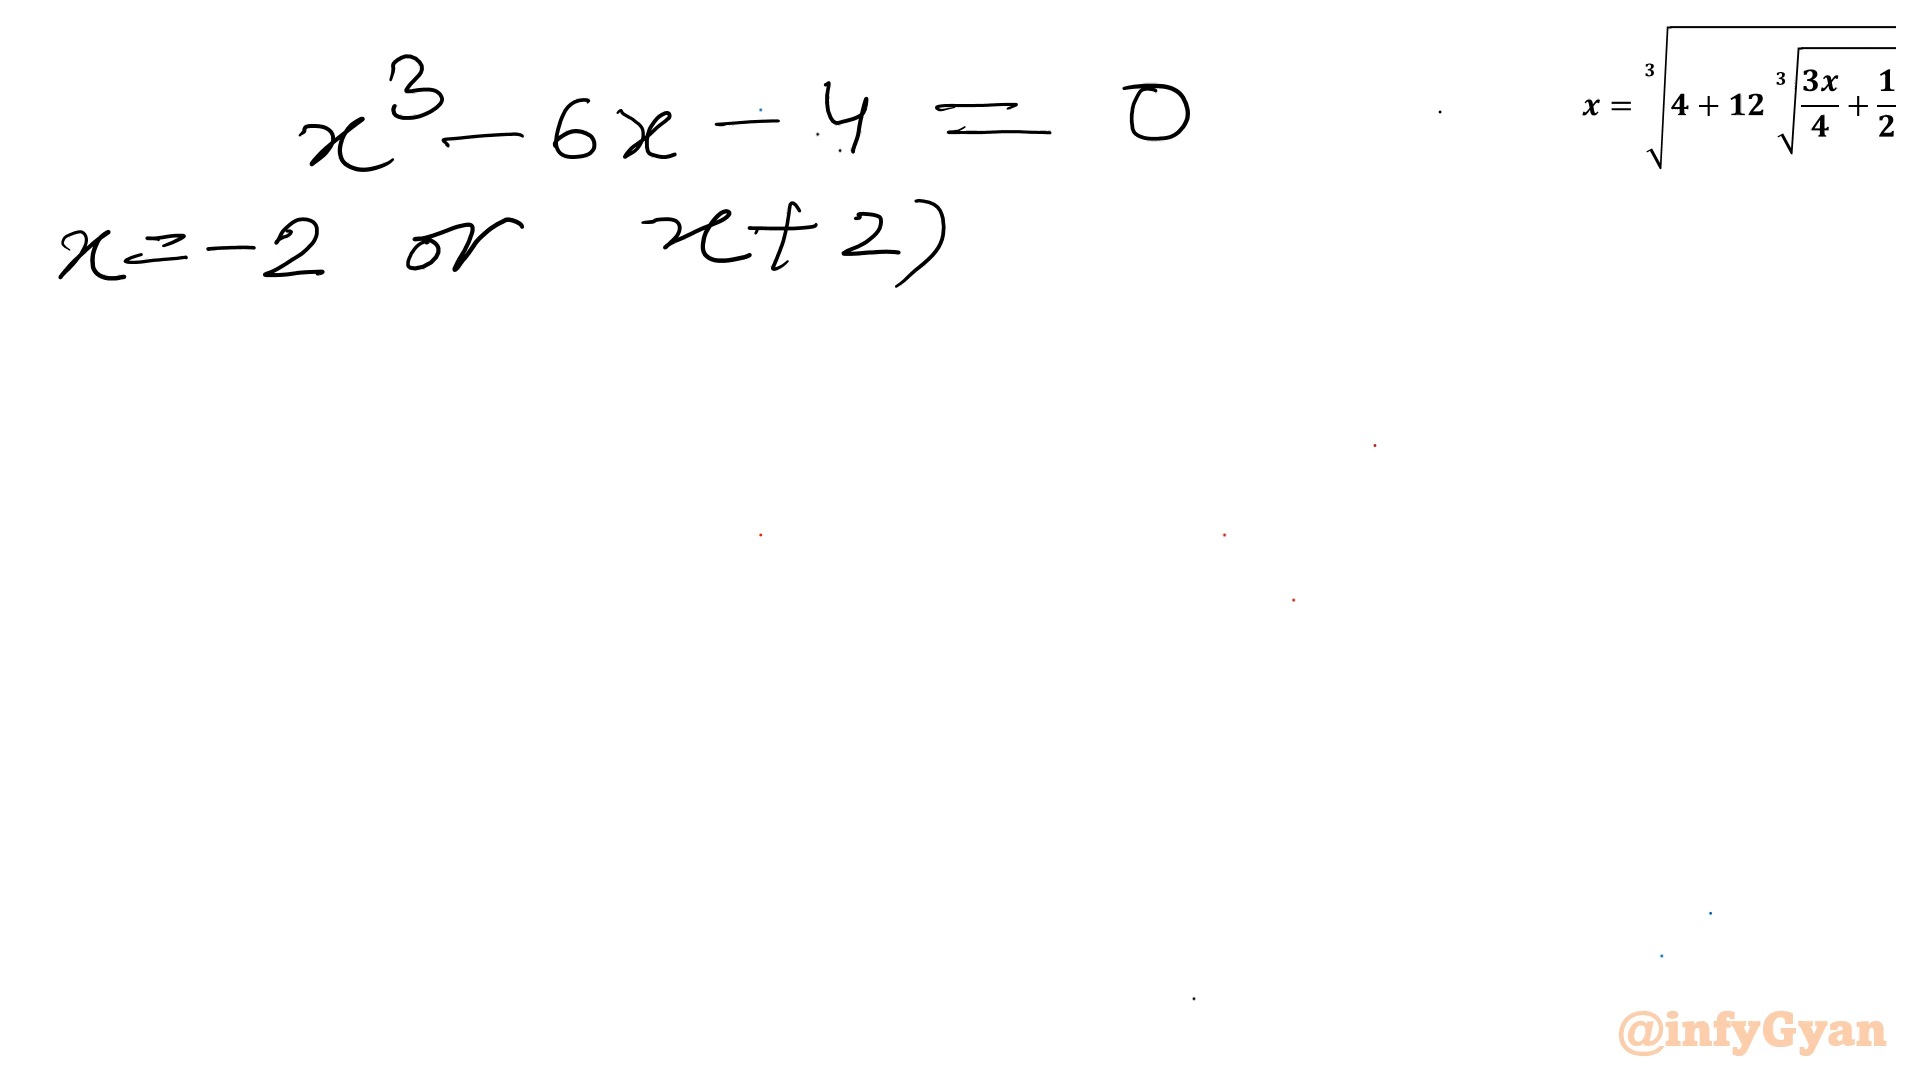 x³ - 6x - 4 = 0
x = ∛(4 + 12 ∛(3x/4 + 1/2))
x = -2 or x + 2)
@infyGyan